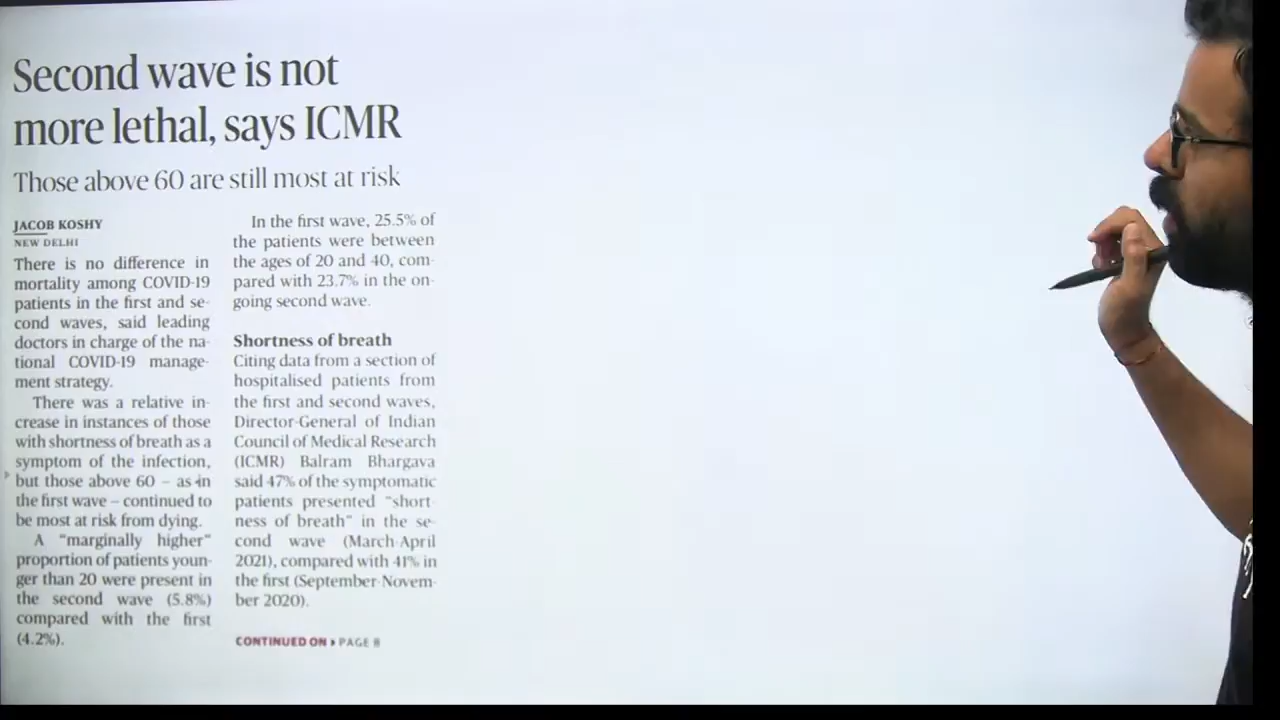 Second wave is not
more lethal, says ICMR
Those above 60 are still most at risk
JACOB KOSHY
NEW DELHI
There is no difference in
mortality among COVID-19
patients in the first and se-
cond waves, said leading
doctors in charge of the na-
tional COVID-19 manage-
ment strategy.
There was a relative in-
crease in instances of those
with shortness of breath as a
symptom of the infection,
but those above 60 – as in
the first wave – continued to
be most at risk from dying.
A “marginally higher”
proportion of patients youn-
ger than 20 were present in
the second wave (5.8%)
compared with the first
(4.2%).
In the first wave, 25.5% of
the patients were between
the ages of 20 and 40, com-
pared with 23.7% in the on-
going second wave.
Shortness of breath
Citing data from a section of
hospitalised patients from
the first and second waves,
Director-General of Indian
Council of Medical Research
(ICMR) Balram Bhargava
said 47% of the symptomatic
patients presented “short-
ness of breath” in the se-
cond wave (March-April
2021), compared with 41% in
the first (September-Novem-
ber 2020).
CONTINUED ON PAGE 8